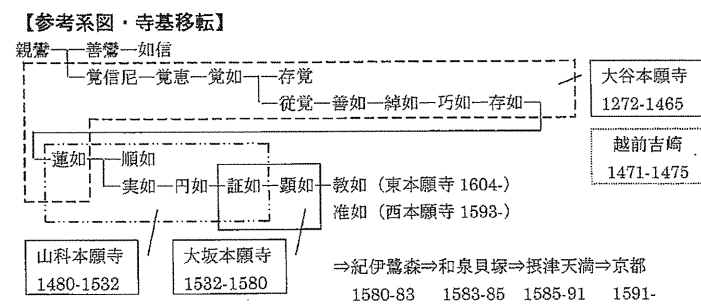 【参考系図・寺基移転】
親鸞―善鸞―如信
覚信尼―覚恵―覚如―存覚
従覚―善如―綽如―巧如―存如
大谷本願寺
1272-1465
越前吉崎
1471-1475
蓮如―順如
実如―円如―証如―顕如―教如（東本願寺 1604-）
准如（西本願寺 1593-）
山科本願寺
1480-1532
大坂本願寺
1532-1580
⇒紀伊鷺森⇒和泉貝塚⇒摂津天満⇒京都
1580-83 1583-85 1585-91 1591-